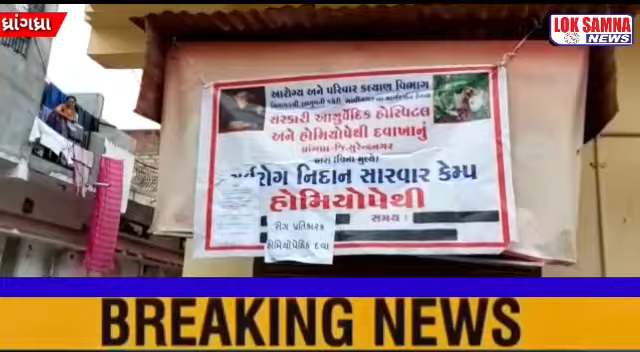 ધ્રાંગધ્રા
LOK SAMNA
NEWS
આરોગ્ય અને પરિવાર કલ્યાણ વિભાગ
સરકારી આયુર્વેદિક હોસ્પિટલ
અને હોમિયોપેથી દવાખાનું
ધ્રાંગધ્રા-જિ.સુરેન્દ્રનગર
દ્વારા (વિના મુલ્યે)
રોગ નિદાન સારવાર કેમ્પ
હોમિયોપેથી
સમય :
રોગ પ્રતિકારક
હોમિયોપેદિક દવા
BREAKING NEWS